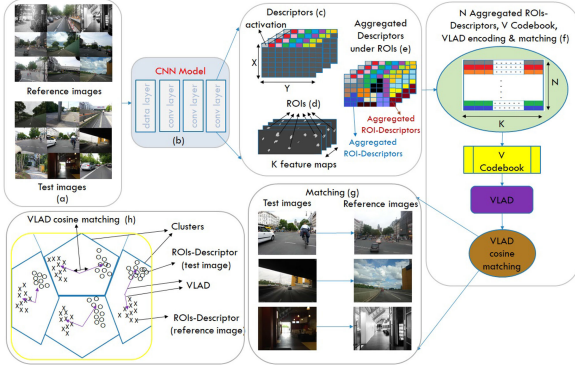 Reference images
Test images
(a)
CNN Model
data layer
conv layer
conv layer
conv layer
(b)
Descriptors (c)
activation
X
Y
ROIs (d)
K feature maps
Aggregated
Descriptors
under ROIs (e)
Aggregated
ROI-Descriptors
Aggregated
ROI-Descriptors
N Aggregated ROIs-
Descriptors, V Codebook,
VLAD encoding & matching (f)
N
K
V
Codebook
VLAD
VLAD
cosine
matching
Matching (g)
Test images
Reference images
VLAD cosine matching (h)
Clusters
ROIs-Descriptor
(test image)
VLAD
ROIs-Descriptor
(reference image)